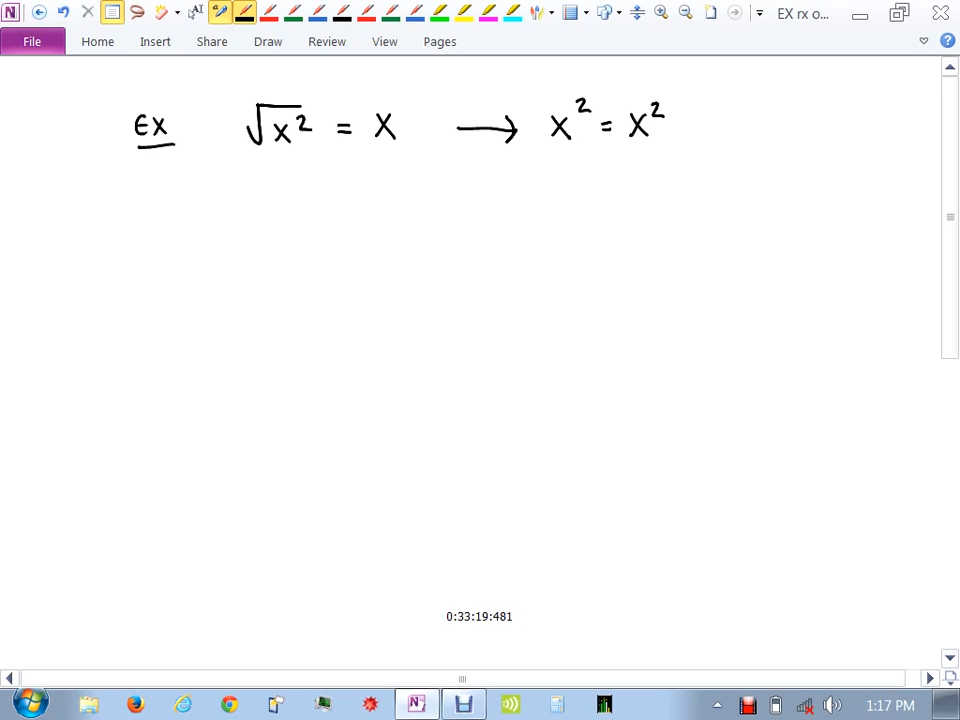 EX rx o...
File Home Insert Share Draw Review View Pages
EX √x² = X → X² = X²
0:33:19:481
1:17 PM